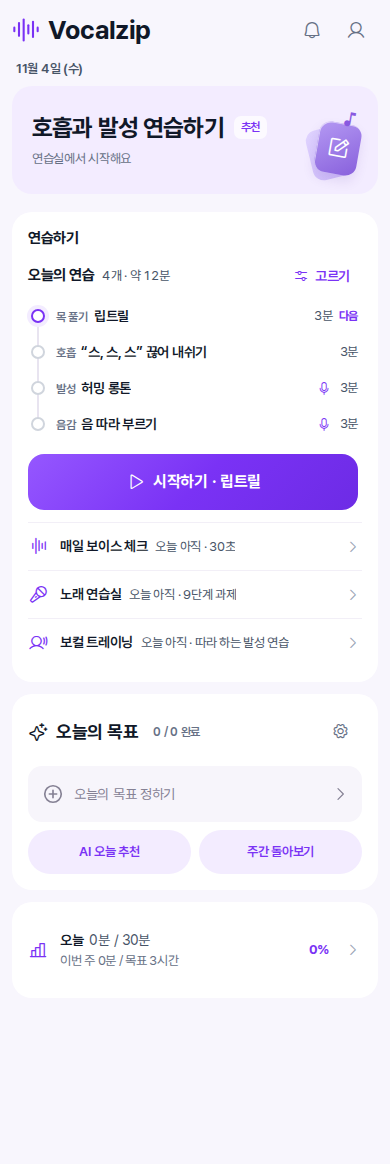 Vocalzip
11월 4일 (수)
호흡과 발성 연습하기 추천
연습실에서 시작해요
연습하기
오늘의 연습 4개 · 약 12분 고르기
목 풀기 립트릴 3분 다음
호흡 “스, 스, 스” 끊어 내쉬기 3분
발성 허밍 롱톤 3분
음감 음 따라 부르기 3분
시작하기 · 립트릴
매일 보이스 체크 오늘 아직 · 30초
노래 연습실 오늘 아직 · 9단계 과제
보컬 트레이닝 오늘 아직 · 따라 하는 발성 연습
오늘의 목표 0 / 0 완료
오늘의 목표 정하기
AI 오늘 추천 주간 돌아보기
오늘 0분 / 30분 0%
이번 주 0분 / 목표 3시간